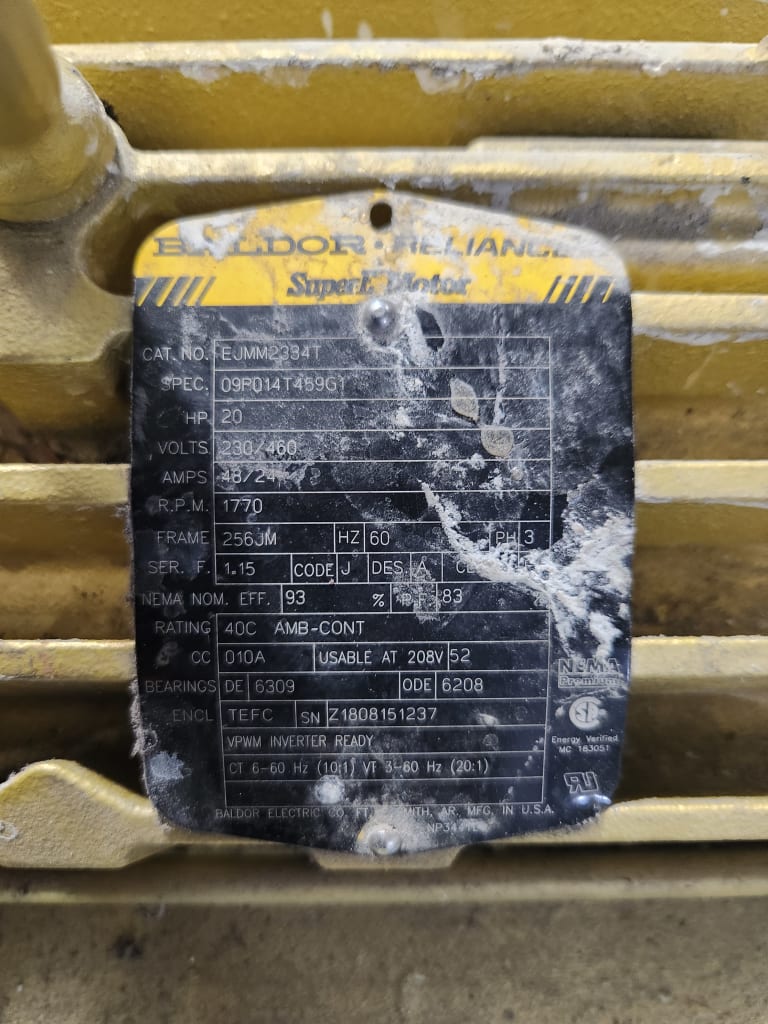 BALDOR · RELIANCE
SuperE Motor
CAT. NO. EJMM2334T
SPEC. 09P014T459G1
HP 20
VOLTS 230/460
AMPS 48/24
R.P.M. 1770
FRAME 256JM HZ 60 PH 3
SER. F. 1.15 CODE J DES. A
NEMA NOM. EFF. 93 % 83
RATING 40C AMB-CONT
CC 010A USABLE AT 208V 52
BEARINGS DE 6309 ODE 6208
NEMA
Premium
ENCL TEFC SN Z1808151237
Energy Verified
MC 183051
VPWM INVERTER READY
CT 6-60 Hz (10:1) VT 3-60 Hz (20:1)
BALDOR ELECTRIC CO. AR. MFG. IN U.S.A.